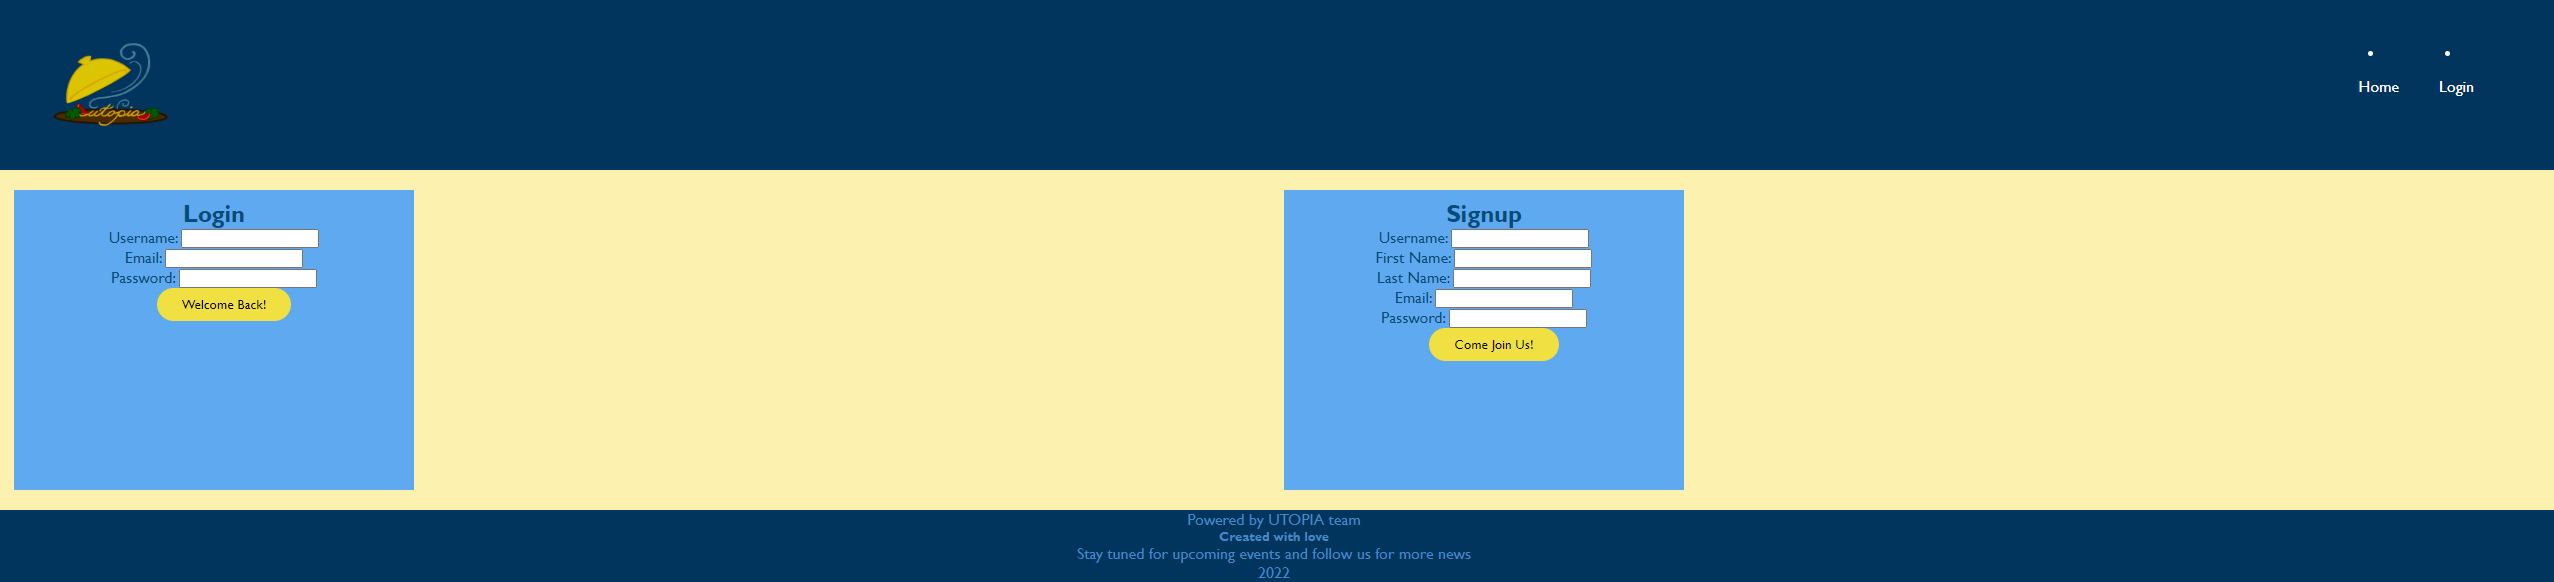 utopia
Home
Login
Login
Username:
Email:
Password:
Welcome Back!
Signup
Username:
First Name:
Last Name:
Email:
Password:
Come Join Us!
Powered by UTOPIA team
Created with love
Stay tuned for upcoming events and follow us for more news
2022